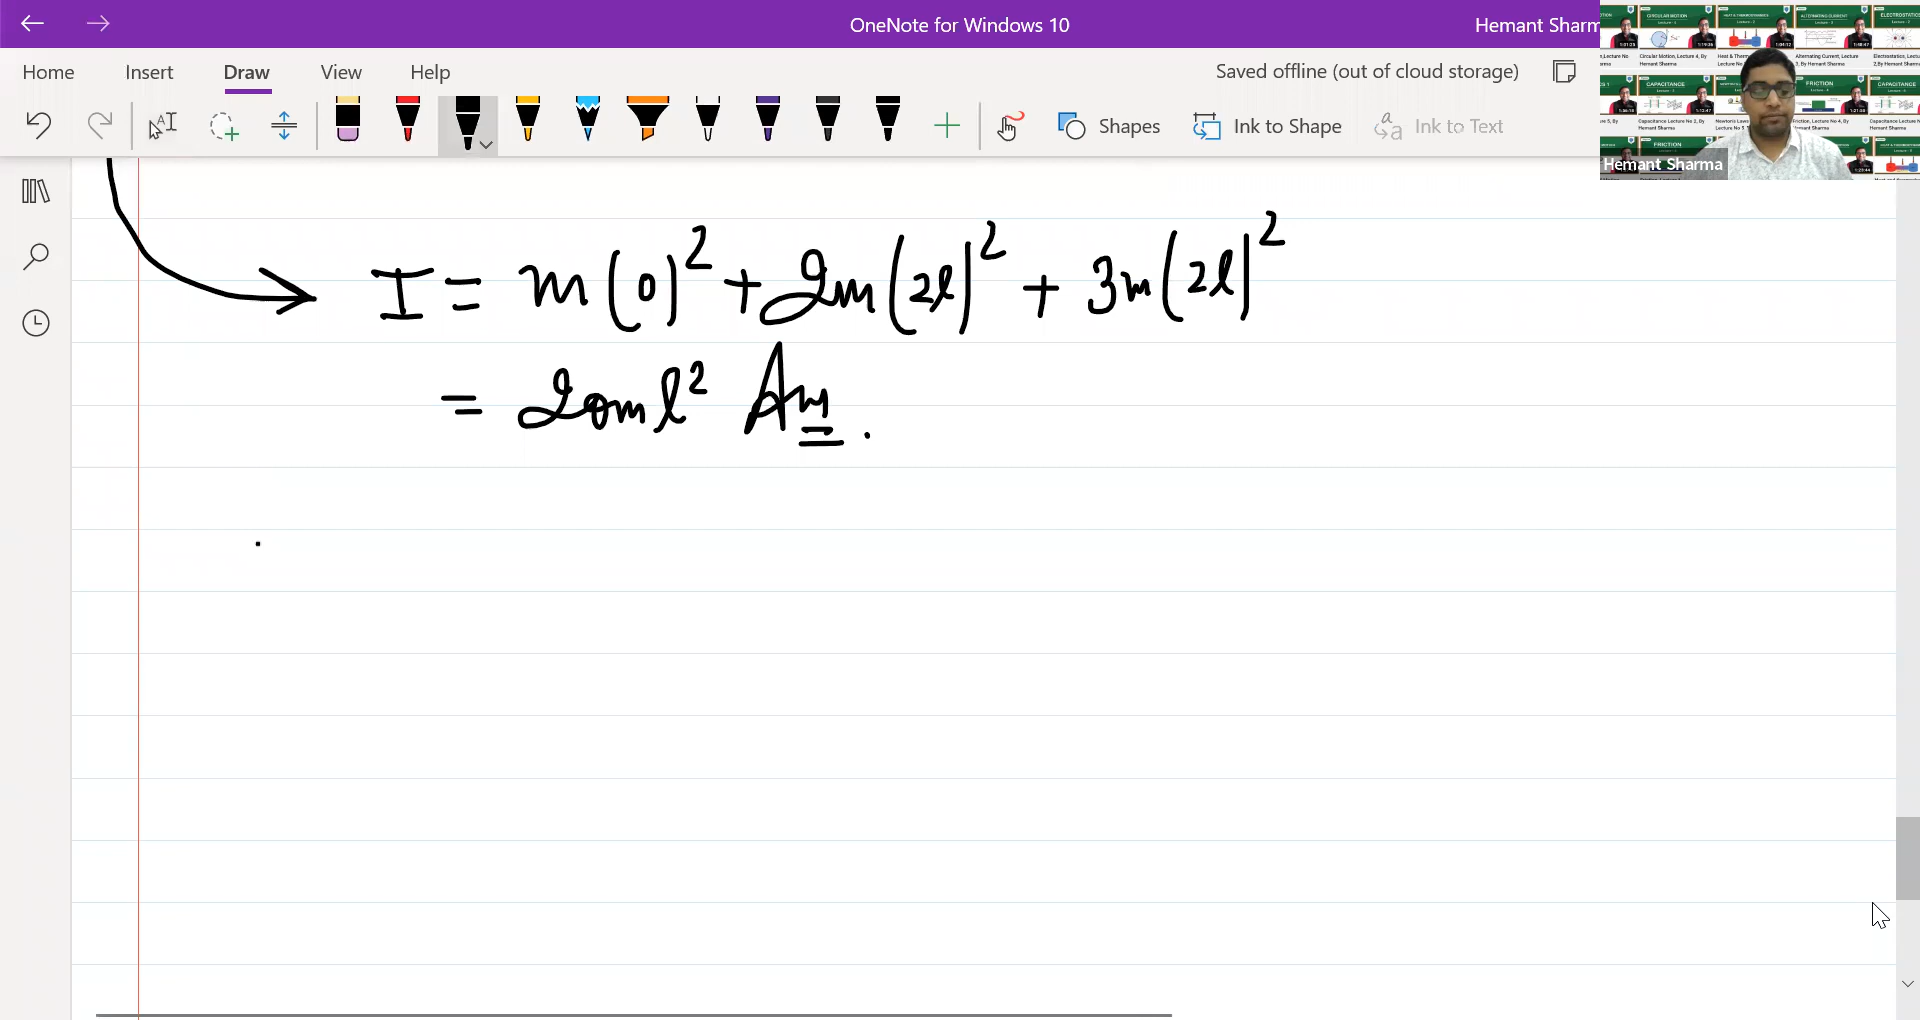 OneNote for Windows 10
Hemant Sharm
Home Insert Draw View Help
Saved offline (out of cloud storage)
Shapes Ink to Shape Ink to Text
Hemant Sharma
I = m(0)² + 2m(2l)² + 3m(2l)²
= 20ml² Ans.